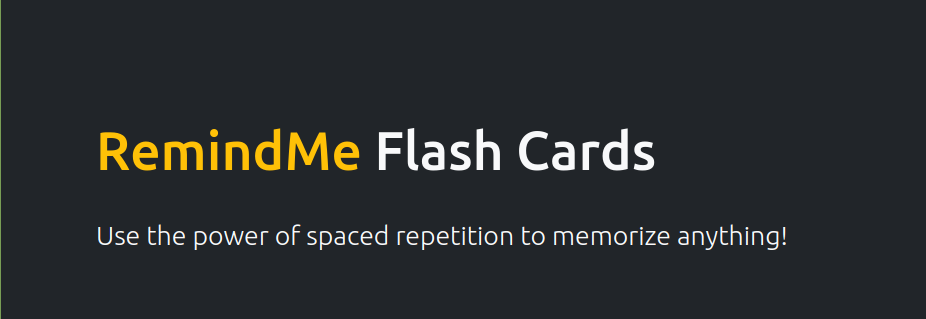 RemindMe Flash Cards
Use the power of spaced repetition to memorize anything!